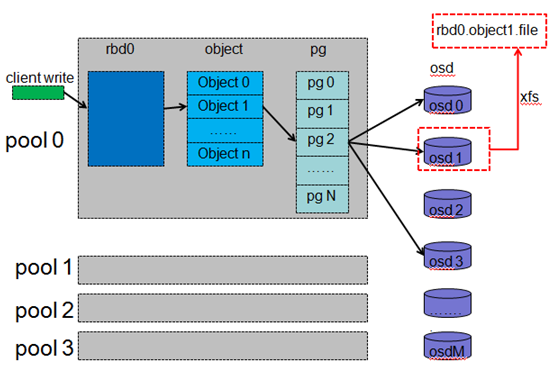 rbd0.object1.file
rbd0
object
pg
osd
client write
xfs
Object 0
Object 1
......
Object n
pg 0
pg 1
pg 2
......
pg N
osd 0
osd 1
osd 2
osd 3
......
osdM
pool 0
pool 1
pool 2
pool 3